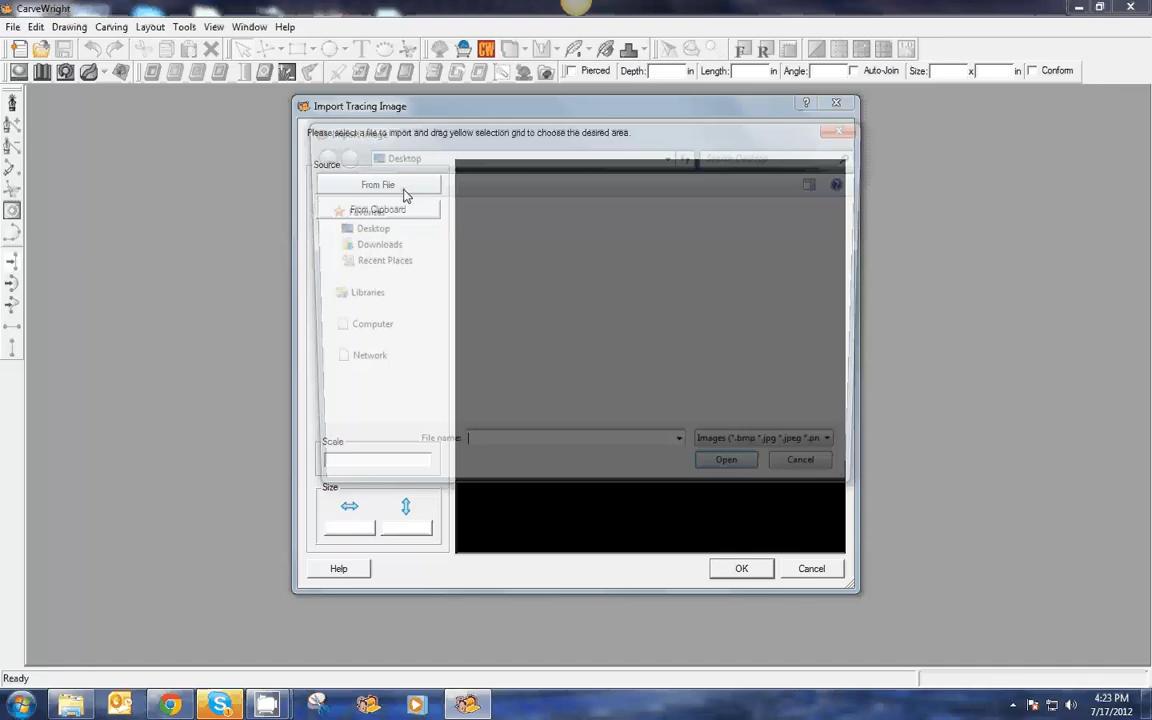 CarveWright
File Edit Drawing Carving Layout Tools View Window Help
Pierced Depth: in Length: in Angle: Auto-Join Size: x in Conform
Import Tracing Image
Please select a file to import and drag yellow selection grid to choose the desired area.
Source
Desktop
From File
From Clipboard
Desktop
Downloads
Recent Places
Libraries
Computer
Network
File name:
Images (*.bmp *.jpg *.jpeg *.pn
Scale
Open Cancel
Size
Help OK Cancel
Ready
4:23 PM
7/17/2012